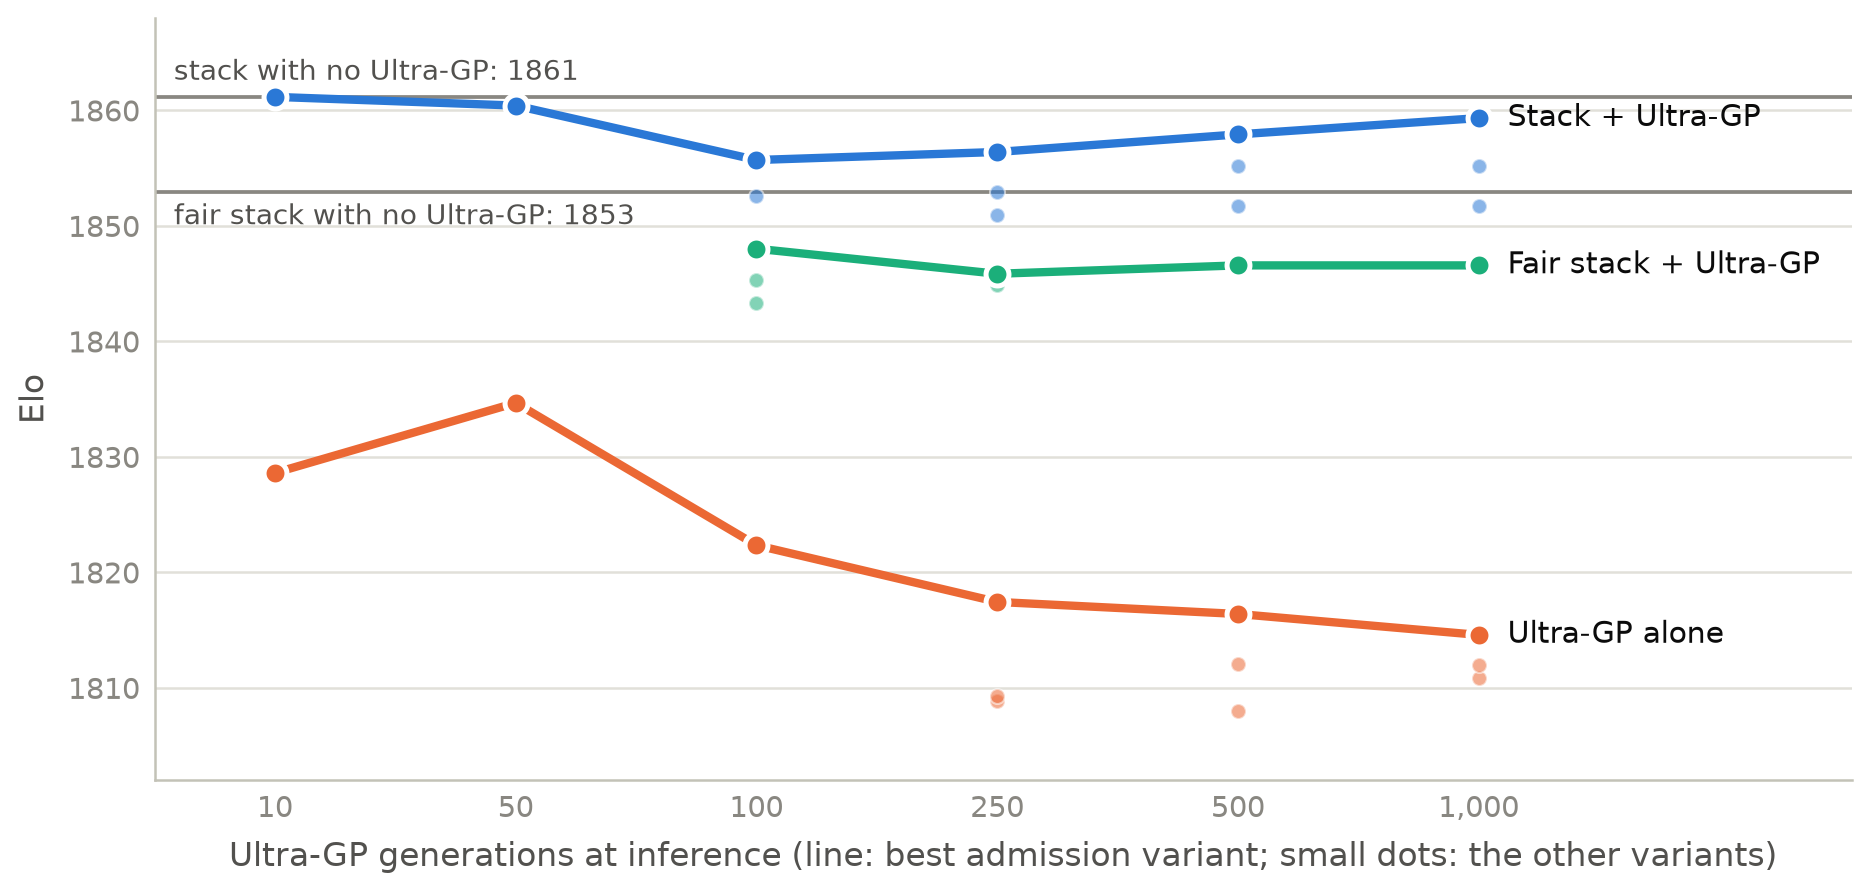 stack with no Ultra-GP: 1861
1860
Stack + Ultra-GP
fair stack with no Ultra-GP: 1853
1850
Fair stack + Ultra-GP
1840
Elo
1830
1820
Ultra-GP alone
1810
10 50 100 250 500 1,000
Ultra-GP generations at inference (line: best admission variant; small dots: the other variants)